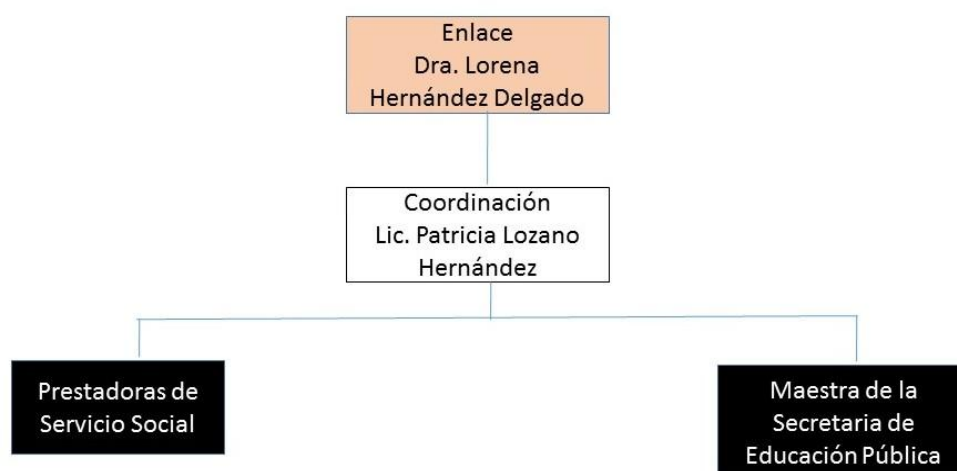 Enlace
Dra. Lorena
Hernández Delgado
Coordinación
Lic. Patricia Lozano
Hernández
Prestadoras de
Servicio Social
Maestra de la
Secretaria de
Educación Pública